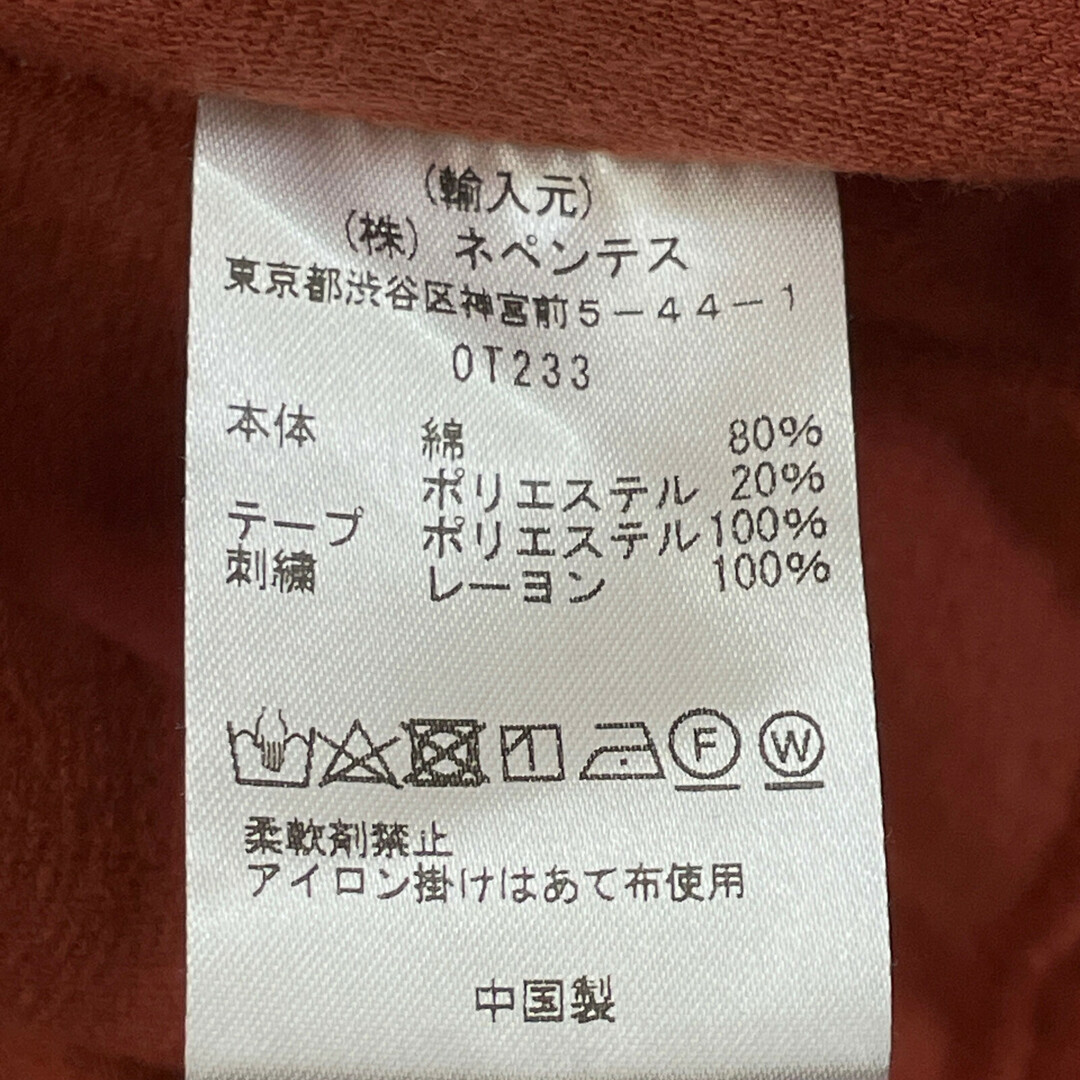 (輸入元)
(株) ネペンテス
東京都渋谷区神宮前5-44-1
OT233
本体 綿 80%
ポリエステル 20%
テープ ポリエステル 100%
刺繍 レーヨン 100%
F W
柔軟剤禁止
アイロン掛けはあて布使用
中国製